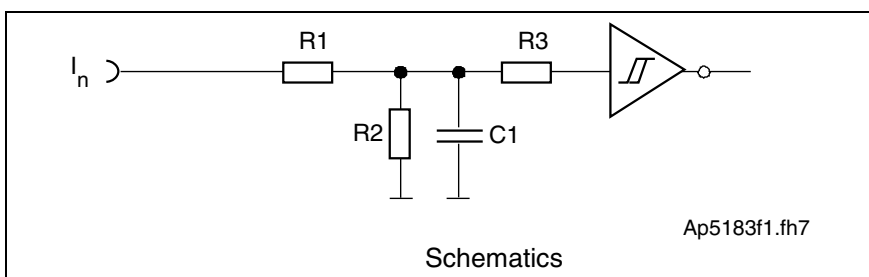 R1
R3
In
R2
C1
Ap5183f1.fh7
Schematics